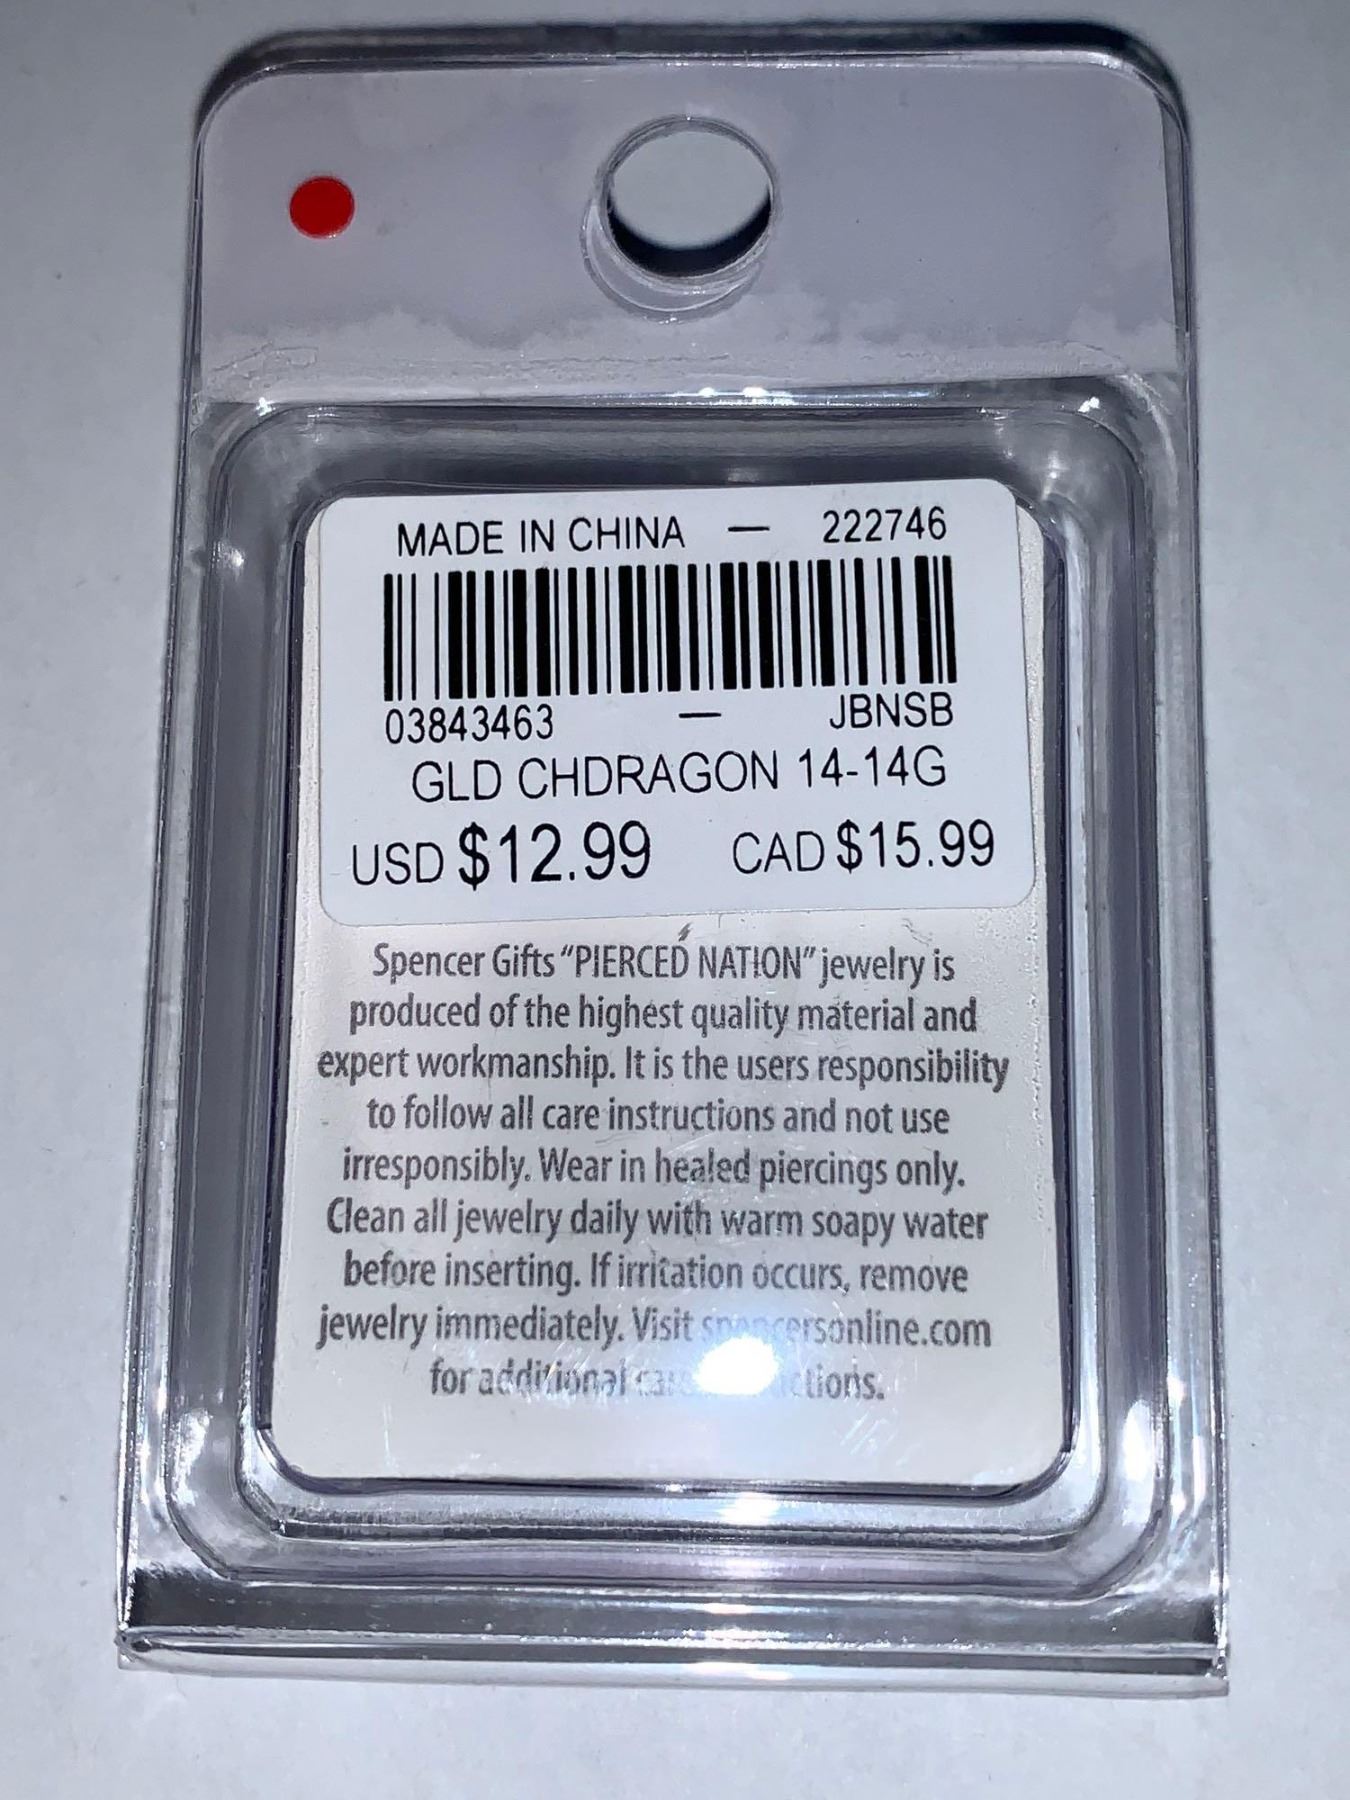 MADE IN CHINA — 222746
03843463 — JBNSB
GLD CHDRAGON 14-14G
USD $12.99 CAD $15.99
Spencer Gifts “PIERCED NATION” jewelry is
produced of the highest quality material and
expert workmanship. It is the users responsibility
to follow all care instructions and not use
irresponsibly. Wear in healed piercings only.
Clean all jewelry daily with warm soapy water
before inserting. If irritation occurs, remove
jewelry immediately. Visit spencersonline.com
for additional